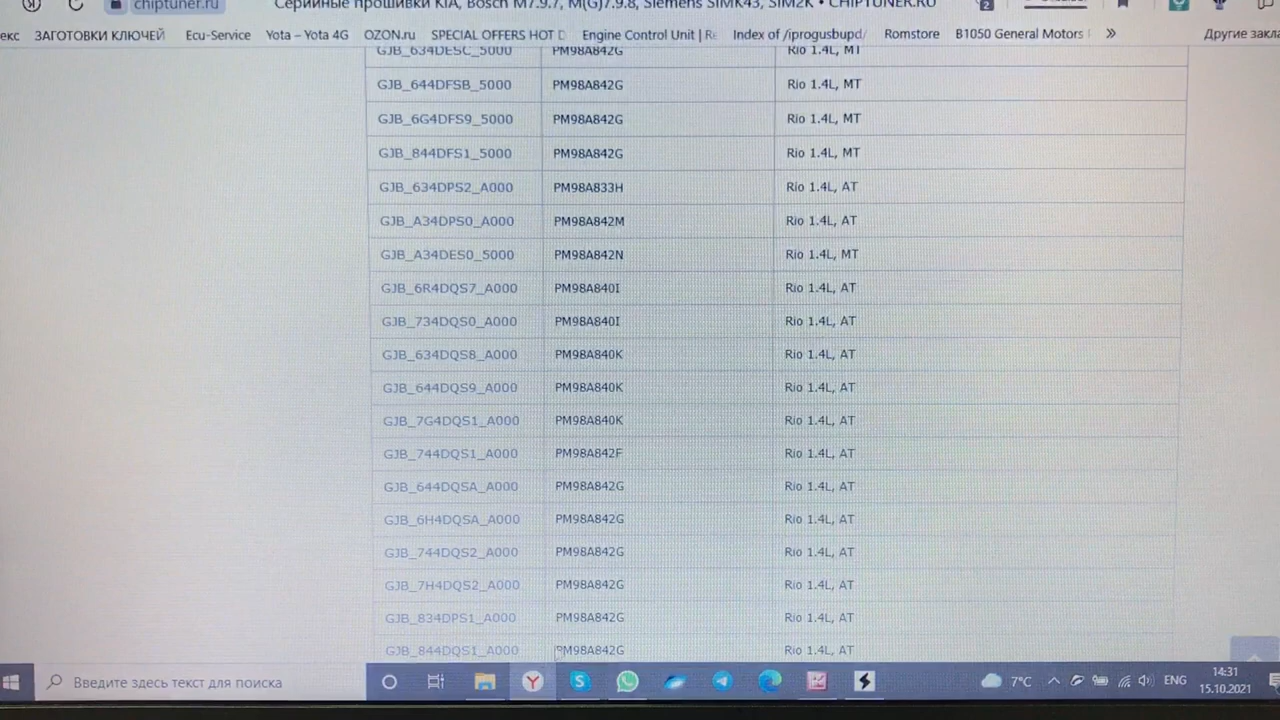 chiptuner.ru Серийные прошивки KIA, Bosch M7.9.7, M(G)7.9.8, Siemens SIMK43, SIM2K • CHIPTUNER.RU 2
екс ЗАГОТОВКИ КЛЮЧЕЙ Ecu-Service Yota – Yota 4G OZON.ru SPECIAL OFFERS HOT D Engine Control Unit | Re Index of /iprogusbupd/ Romstore B1050 General Motors » Другие закла
GJB_634DESC_5000 PM98A842G Rio 1.4L, MT
GJB_644DFSB_5000 PM98A842G Rio 1.4L, MT
GJB_6G4DFS9_5000 PM98A842G Rio 1.4L, MT
GJB_844DFS1_5000 PM98A842G Rio 1.4L, MT
GJB_634DPS2_A000 PM98A833H Rio 1.4L, AT
GJB_A34DPS0_A000 PM98A842M Rio 1.4L, AT
GJB_A34DES0_5000 PM98A842N Rio 1.4L, MT
GJB_6R4DQS7_A000 PM98A840I Rio 1.4L, AT
GJB_734DQS0_A000 PM98A840I Rio 1.4L, AT
GJB_634DQS8_A000 PM98A840K Rio 1.4L, AT
GJB_644DQS9_A000 PM98A840K Rio 1.4L, AT
GJB_7G4DQS1_A000 PM98A840K Rio 1.4L, AT
GJB_744DQS1_A000 PM98A842F Rio 1.4L, AT
GJB_644DQSA_A000 PM98A842G Rio 1.4L, AT
GJB_6H4DQSA_A000 PM98A842G Rio 1.4L, AT
GJB_744DQS2_A000 PM98A842G Rio 1.4L, AT
GJB_7H4DQS2_A000 PM98A842G Rio 1.4L, AT
GJB_834DPS1_A000 PM98A842G Rio 1.4L, AT
GJB_844DQS1_A000 PM98A842G Rio 1.4L, AT
Введите здесь текст для поиска 7°C ENG 14:31
15.10.2021